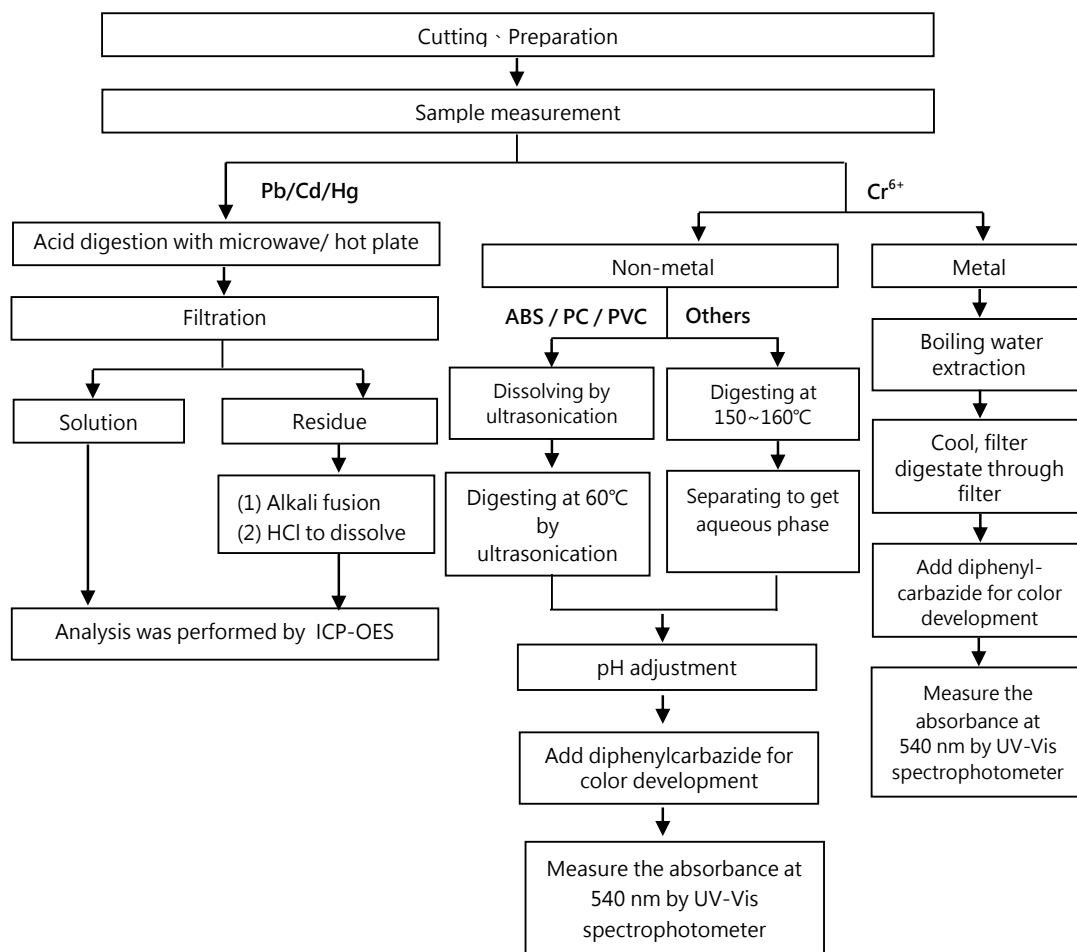 Cutting、Preparation
Sample measurement
Pb/Cd/Hg
Cr6+
Acid digestion with microwave/ hot plate
Filtration
Solution
Residue
(1) Alkali fusion
(2) HCl to dissolve
Analysis was performed by ICP-OES
Non-metal
ABS / PC / PVC
Others
Dissolving by
ultrasonication
Digesting at
150~160℃
Digesting at 60℃
by
ultrasonication
Separating to get
aqueous phase
pH adjustment
Add diphenylcarbazide for
color development
Measure the absorbance at
540 nm by UV-Vis
spectrophotometer
Metal
Boiling water
extraction
Cool, filter
digestate through
filter
Add diphenyl-
carbazide for color
development
Measure the
absorbance at
540 nm by UV-Vis
spectrophotometer